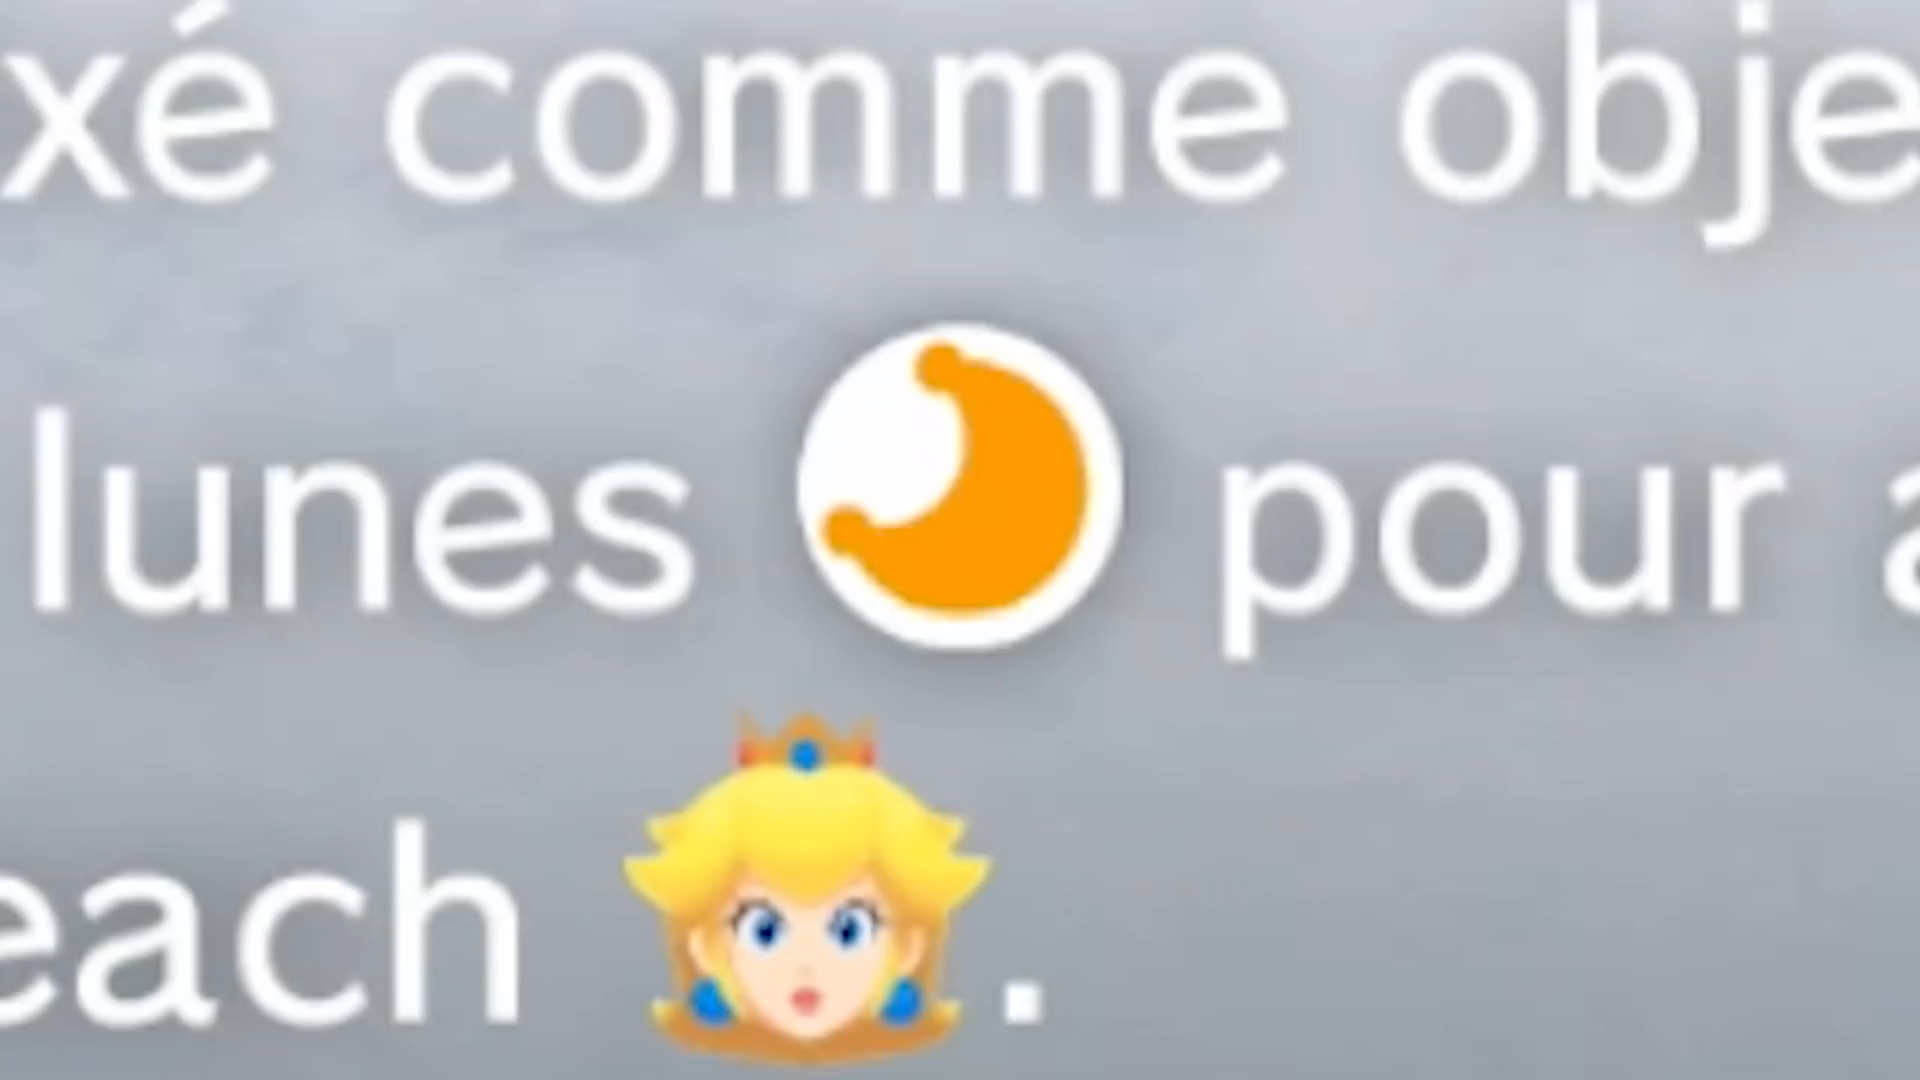 xé comme obje
lunes pour a
each .